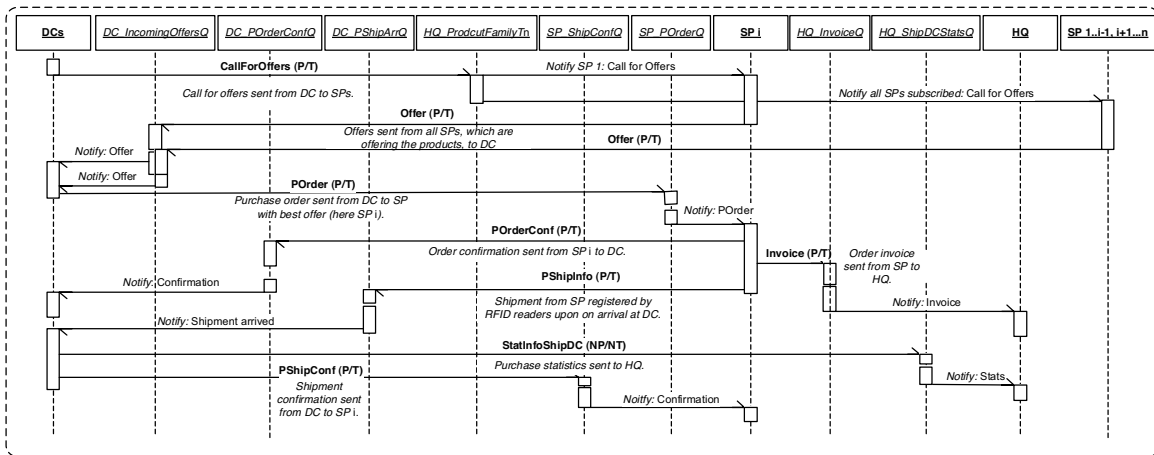 DCs
DC_IncomingOffersQ
DC_POrderConfQ
DC_PShipArrQ
HQ_ProdcutFamilyTn
SP_ShipConfQ
SP_POrderQ
SP i
HQ_InvoiceQ
HQ_ShipDCStatsQ
HQ
SP 1..i-1, i+1...n
CallForOffers (P/T)
Notify SP 1: Call for Offers
Call for offers sent from DC to SPs.
Notify all SPs subscribed: Call for Offers
Offer (P/T)
Offers sent from all SPs, which are
offering the products, to DC
Offer (P/T)
Notify: Offer
Notify: Offer
POrder (P/T)
Purchase order sent from DC to SP
with best offer (here SP i).
Notify: POrder
POrderConf (P/T)
Order confirmation sent from SP i to DC.
Invoice (P/T)
Order invoice
sent from SP to
HQ.
PShipInfo (P/T)
Notify: Confirmation
Shipment from SP registered by
RFID readers upon on arrival at DC.
Notify: Invoice
Notify: Shipment arrived
StatInfoShipDC (NP/NT)
Purchase statistics sent to HQ.
PShipConf (P/T)
Shipment
confirmation sent
from DC to SP i.
Notify: Stats
Noitfy: Confirmation